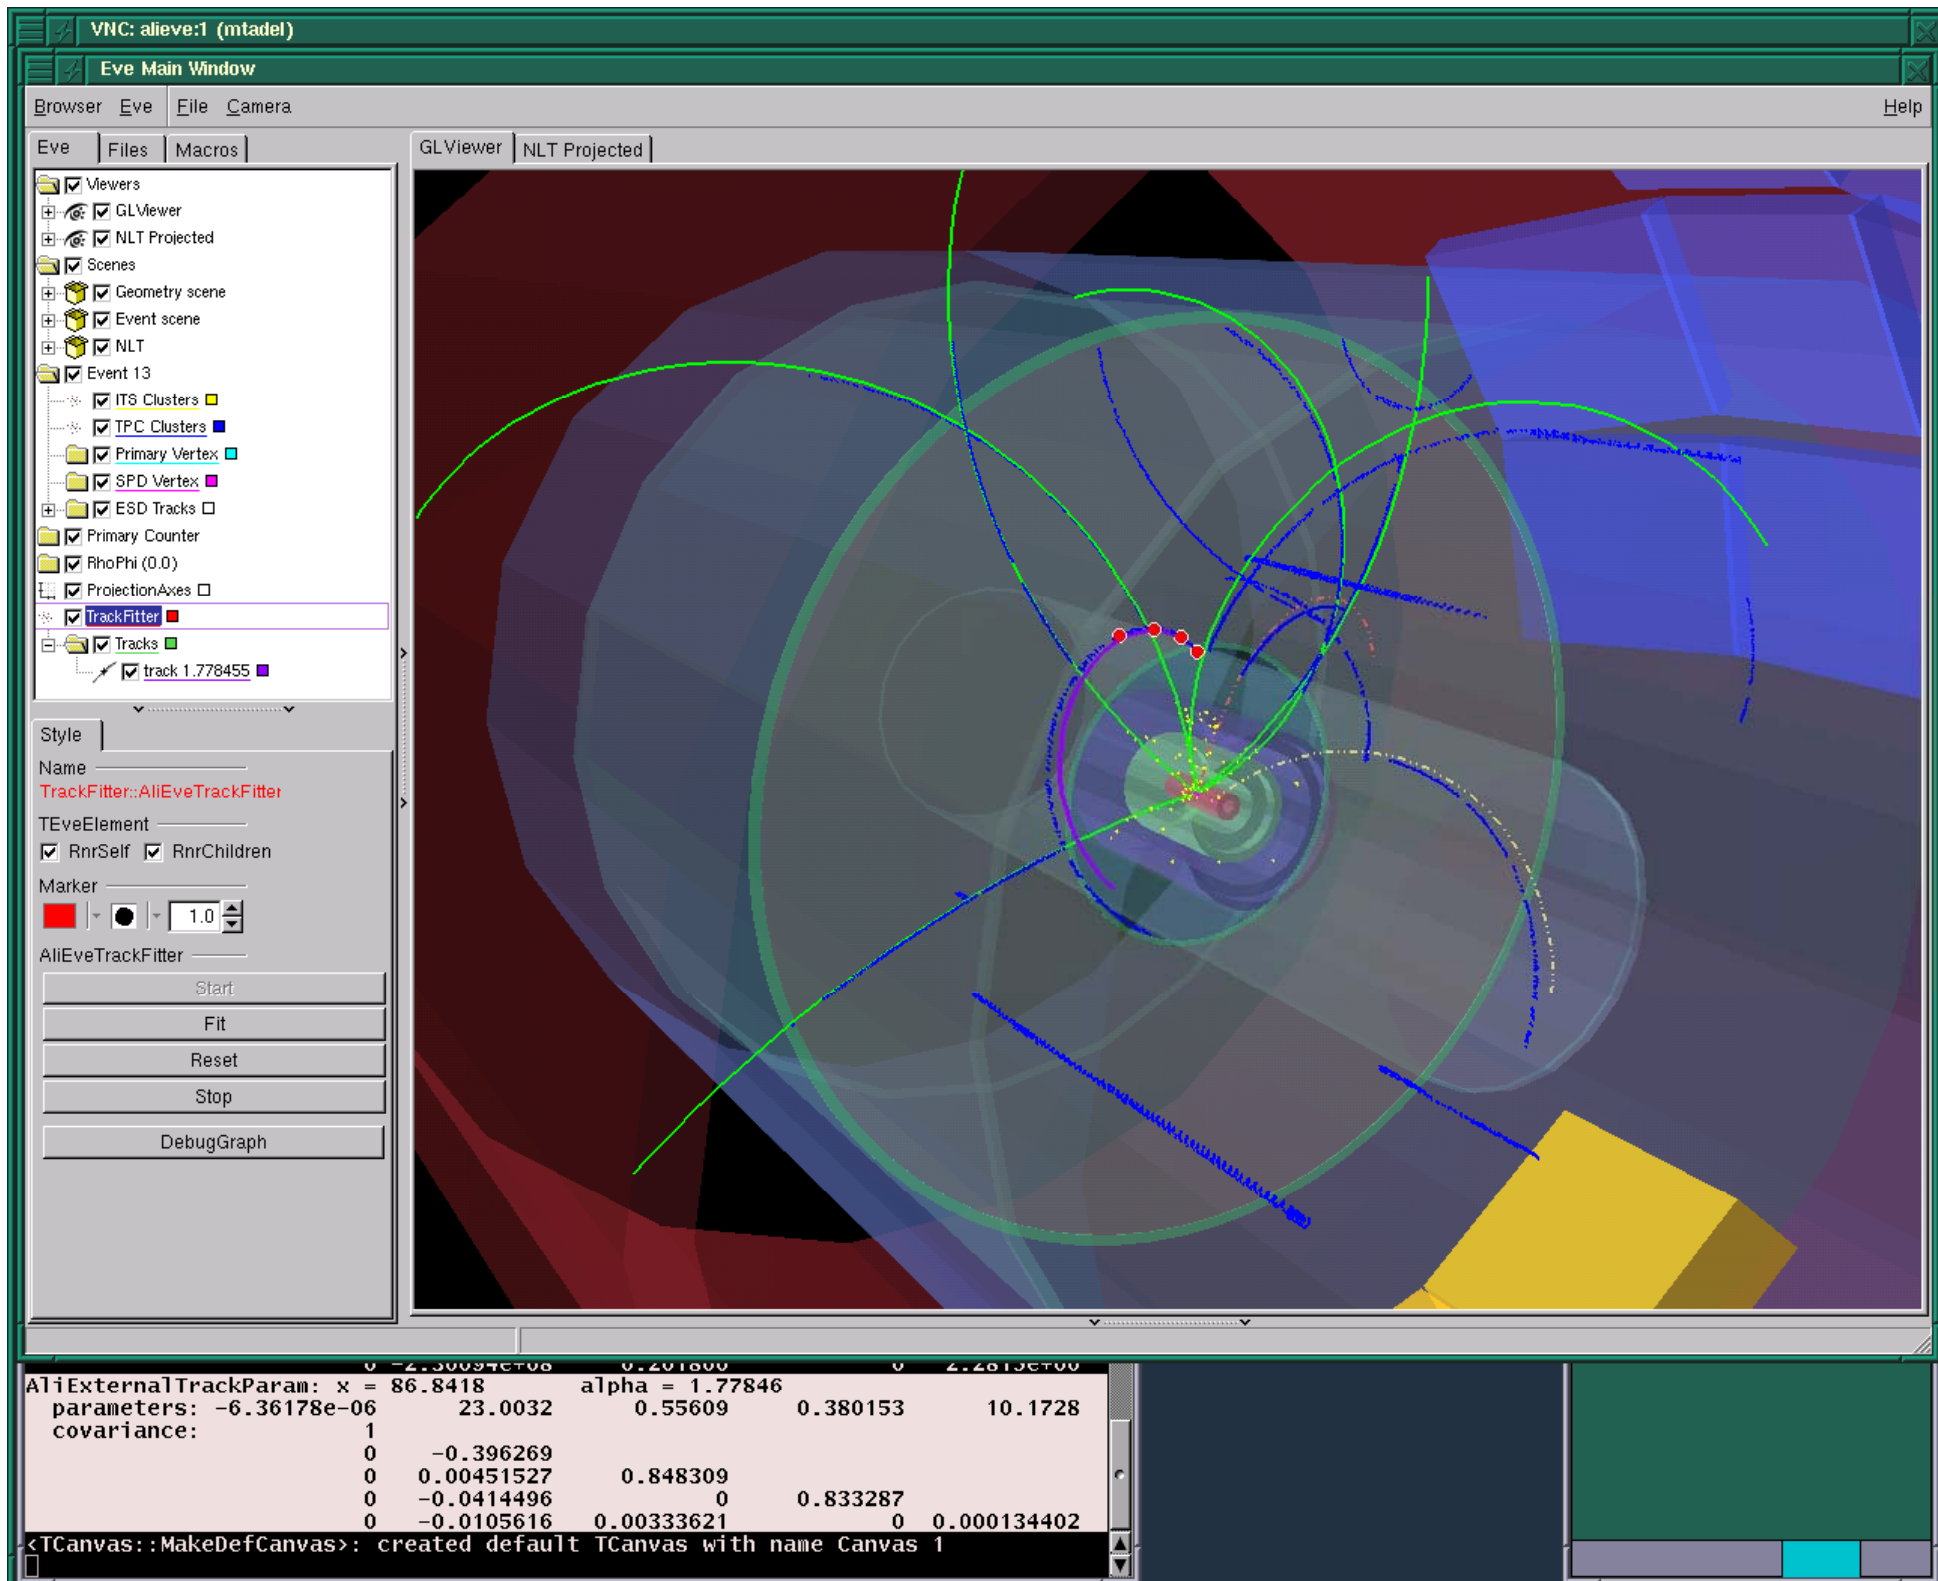 VNC: alieve:1 (mtadel)
Eve Main Window
Browser Eve File Camera Help
Eve Files Macros
GLViewer NLT Projected
Viewers
GLViewer
NLT Projected
Scenes
Geometry scene
Event scene
NLT
Event 13
ITS Clusters
TPC Clusters
Primary Vertex
SPD Vertex
ESD Tracks
Primary Counter
RhoPhi (0.0)
ProjectionAxes
TrackFitter
Tracks
track 1.778455
Style
Name
TrackFitter::AliEveTrackFitter
TEveElement
RnrSelf RnrChildren
Marker
1.0
AliEveTrackFitter
Start
Fit
Reset
Stop
DebugGraph
AliExternalTrackParam: x = 86.8418 alpha = 1.77846
parameters: -6.36178e-06 23.0032 0.55609 0.380153 10.1728
covariance: 1
0 -0.396269
0 0.00451527 0.848309
0 -0.0414496 0 0.833287
0 -0.0105616 0.00333621 0 0.000134402
<TCanvas::MakeDefCanvas>: created default TCanvas with name Canvas 1